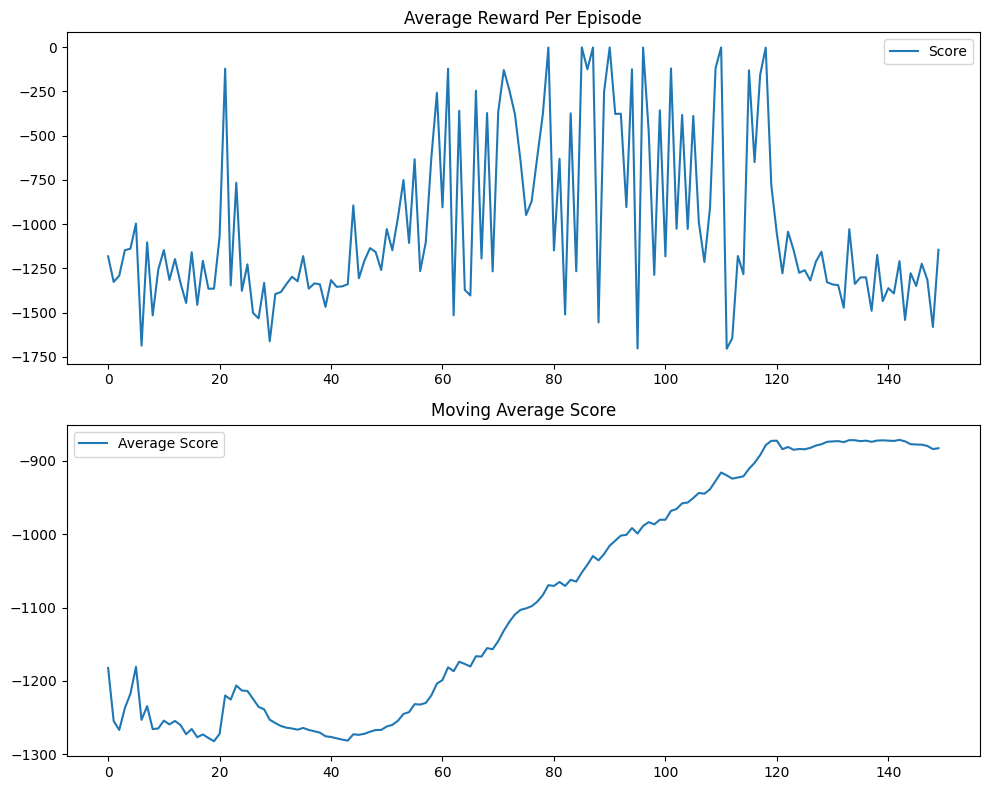 Average Reward Per Episode
Score
0
−250
−500
−750
−1000
−1250
−1500
−1750
0 20 40 60 80 100 120 140
Moving Average Score
Average Score
−900
−1000
−1100
−1200
−1300
0 20 40 60 80 100 120 140